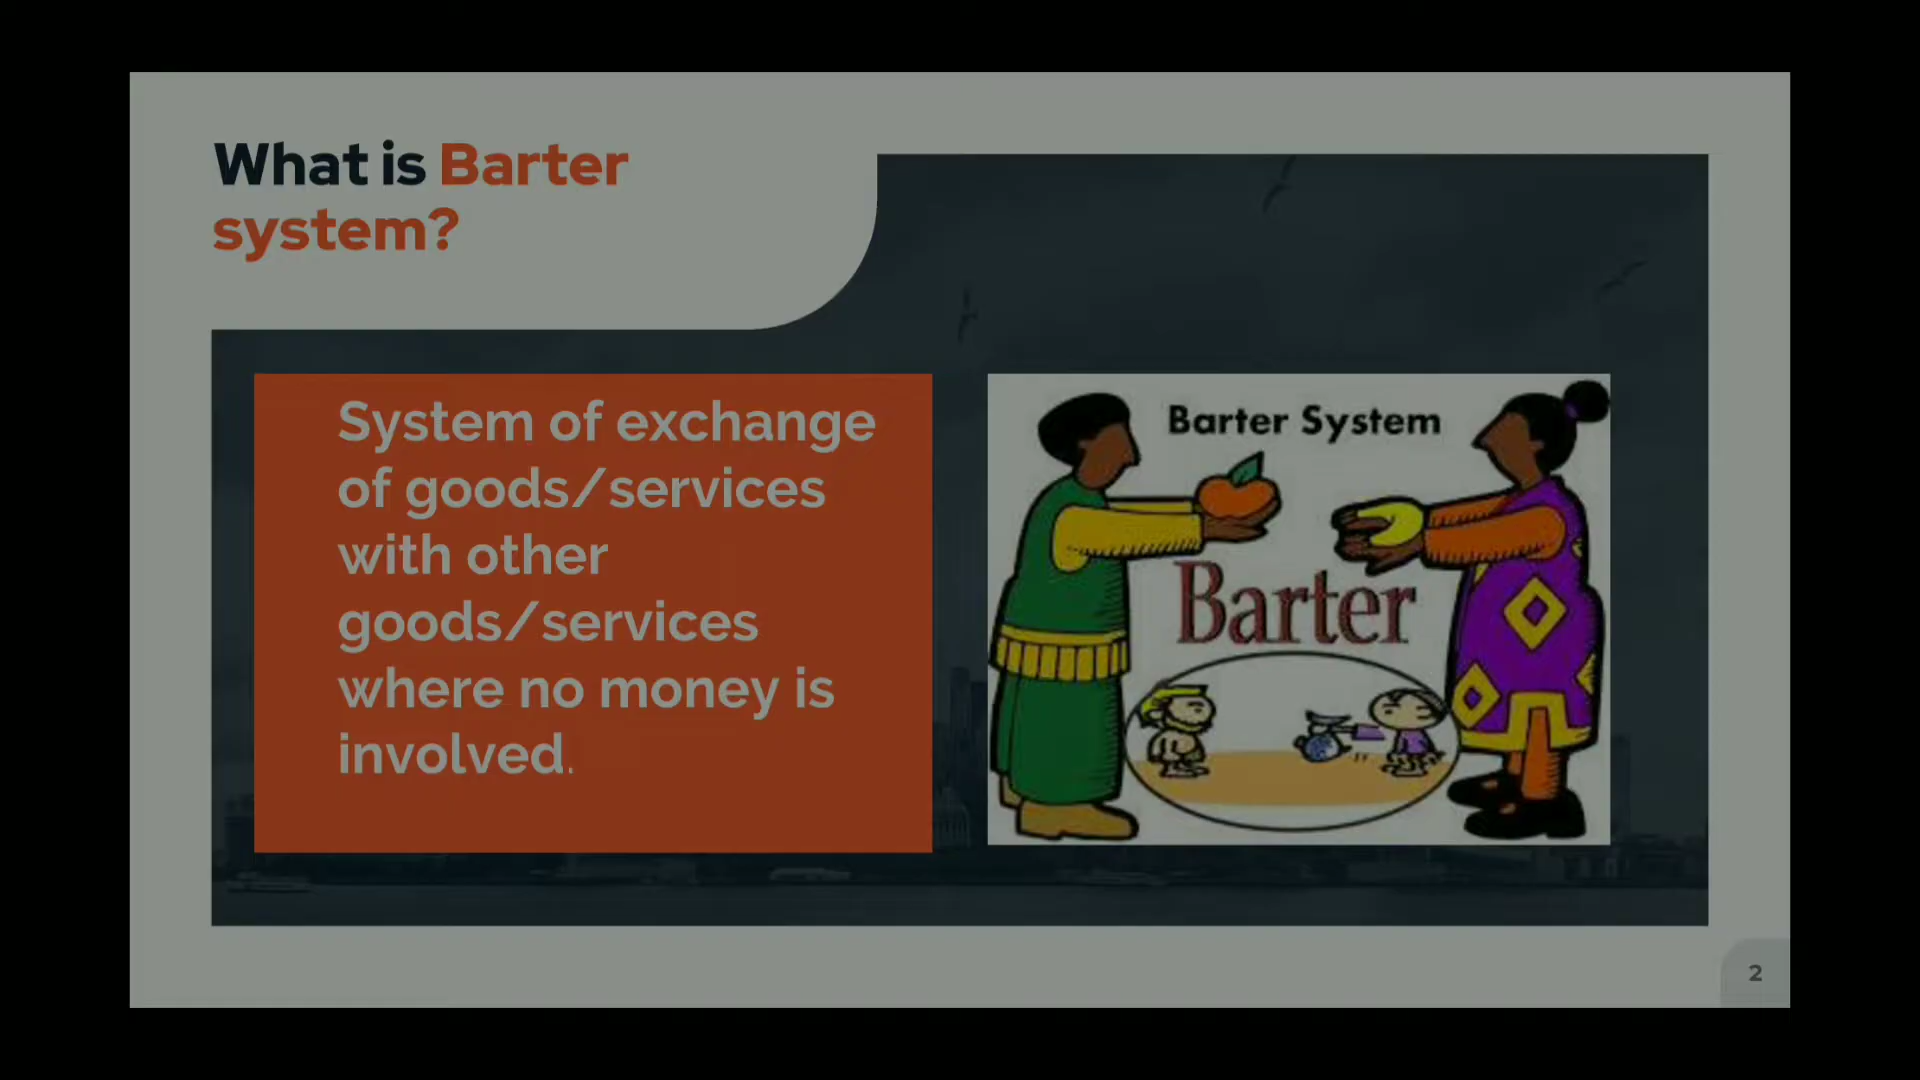 What is Barter
system?
System of exchange
of goods/services
with other
goods/services
where no money is
involved.
Barter System
Barter
2